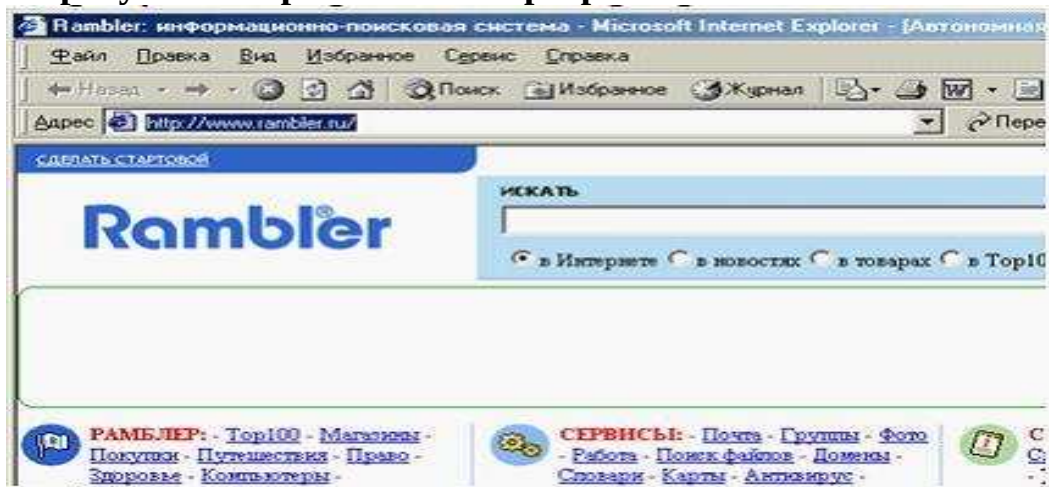 Rambler: информационно-поисковая система - Microsoft Internet Explorer - [Автономная
Файл Правка Вид Избранное Сервис Справка
Назад Поиск Избранное Журнал
Адрес http://www.rambler.ru/ Пере
СДЕЛАТЬ СТАРТОВОЙ
ИСКАТЬ
Rambler
в Интернете в новостях в товарах в Top10
РАМБЛЕР: - Top100 - Магазины -
Покупки - Путешествия - Право -
Здоровье - Компьютеры -
СЕРВИСЫ: - Почта - Группы - Фото
- Работа - Поиск файлов - Домены -
Словари - Карты - Антивирус -